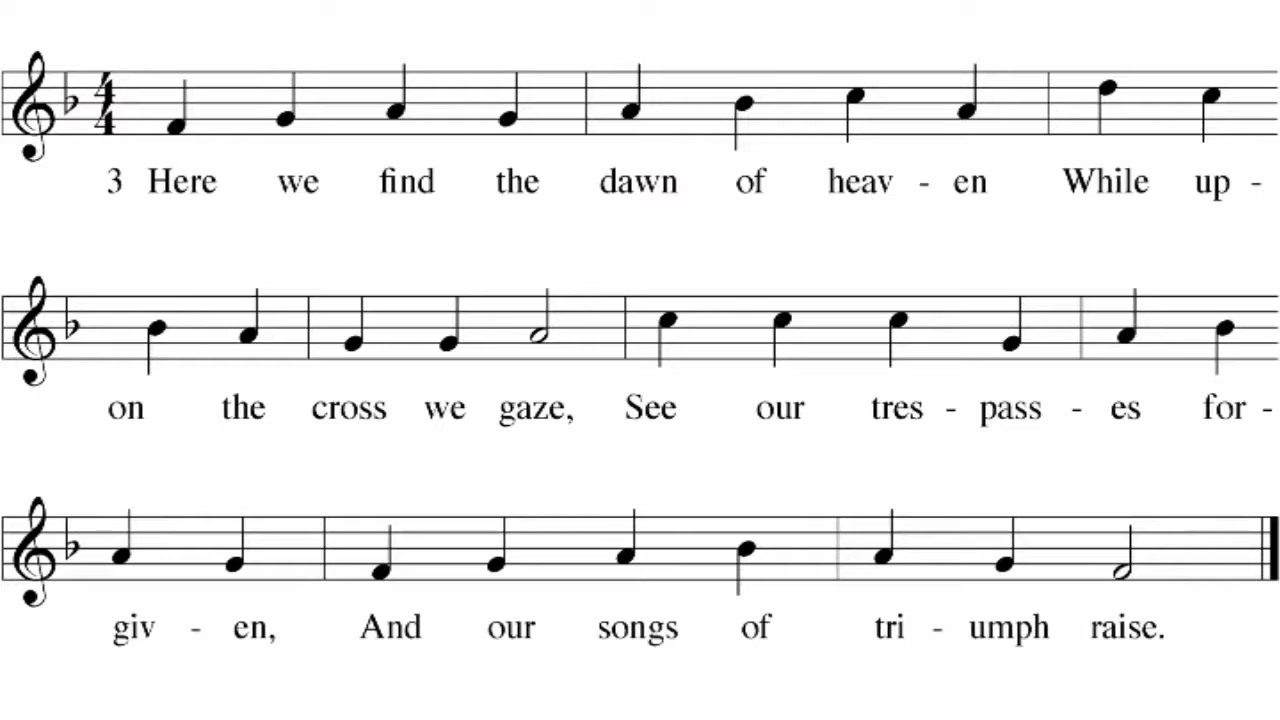 3 Here we find the dawn of heav - en While up -
on the cross we gaze, See our tres - pass - es for -
giv - en, And our songs of tri - umph raise.